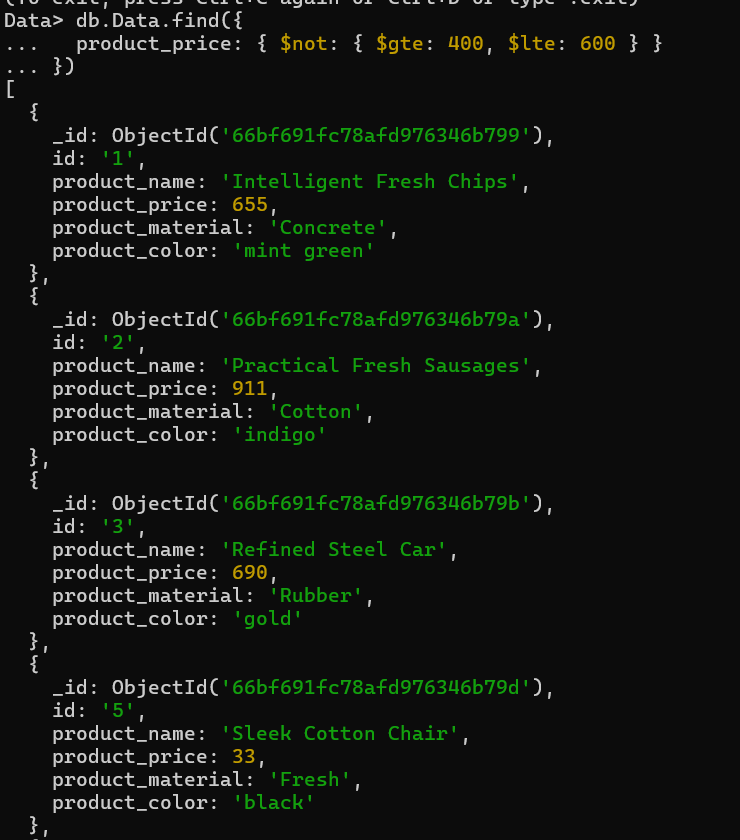 (To exit, press Ctrl+C again or Ctrl+D or type .exit)
Data> db.Data.find({
...   product_price: { $not: { $gte: 400, $lte: 600 } }
... })
[
  {
    _id: ObjectId('66bf691fc78afd976346b799'),
    id: '1',
    product_name: 'Intelligent Fresh Chips',
    product_price: 655,
    product_material: 'Concrete',
    product_color: 'mint green'
  },
  {
    _id: ObjectId('66bf691fc78afd976346b79a'),
    id: '2',
    product_name: 'Practical Fresh Sausages',
    product_price: 911,
    product_material: 'Cotton',
    product_color: 'indigo'
  },
  {
    _id: ObjectId('66bf691fc78afd976346b79b'),
    id: '3',
    product_name: 'Refined Steel Car',
    product_price: 690,
    product_material: 'Rubber',
    product_color: 'gold'
  },
  {
    _id: ObjectId('66bf691fc78afd976346b79d'),
    id: '5',
    product_name: 'Sleek Cotton Chair',
    product_price: 33,
    product_material: 'Fresh',
    product_color: 'black'
  },